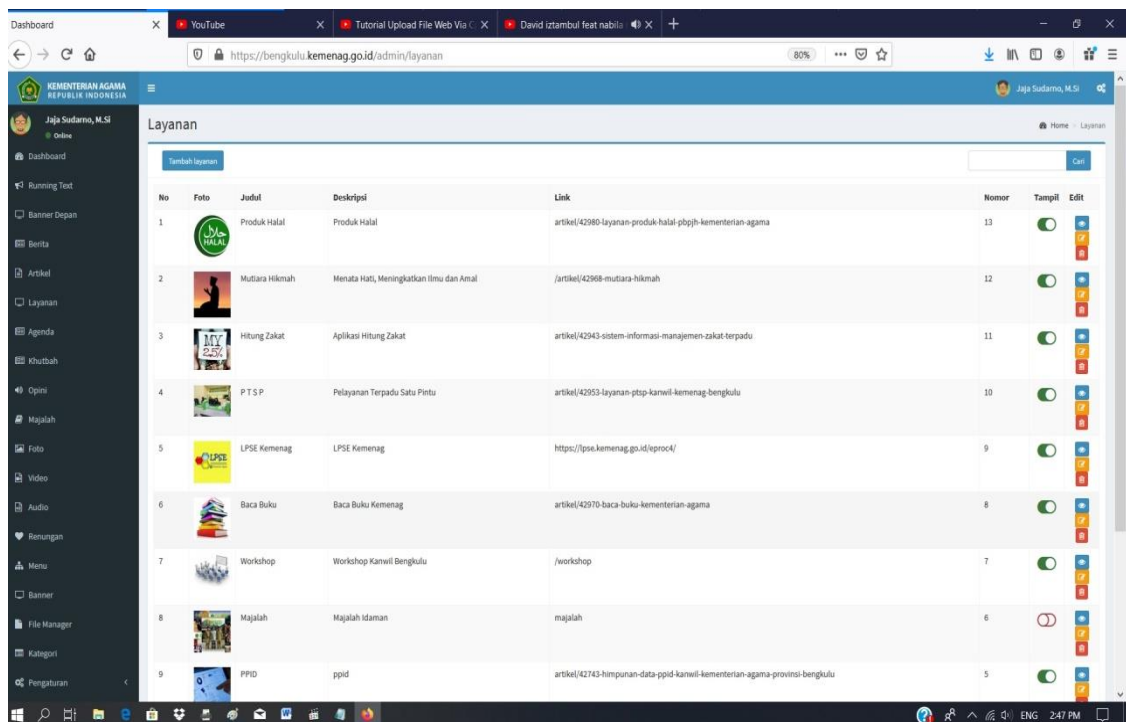 Dashboard
YouTube
Tutorial Upload File Web Via C
David iztambul feat nabila
https://bengkulu.kemenag.go.id/admin/layanan
80%
KEMENTERIAN AGAMA
REPUBLIK INDONESIA
Jaja Sudarno, M.Si
Jaja Sudarno, M.Si
Online
Layanan
Home > Layanan
Dashboard
Running Text
Banner Depan
Berita
Artikel
Layanan
Agenda
Khutbah
Opini
Majalah
Foto
Video
Audio
Renungan
Menu
Banner
File Manager
Kategori
Pengaturan
Tambah layanan
Cari
No Foto Judul Deskripsi Link Nomor Tampil Edit
1 حلال HALAL Produk Halal Produk Halal artikel/42980-layanan-produk-halal-pbpjh-kementerian-agama 13
2 Mutiara Hikmah Menata Hati, Meningkatkan Ilmu dan Amal /artikel/42968-mutiara-hikmah 12
3 MY 2.5% Hitung Zakat Aplikasi Hitung Zakat artikel/42943-sistem-informasi-manajemen-zakat-terpadu 11
4 P T S P Pelayanan Terpadu Satu Pintu artikel/42953-layanan-ptsp-kanwil-kemenag-bengkulu 10
5 LPSE LPSE Kemenag LPSE Kemenag https://lpse.kemenag.go.id/eproc4/ 9
6 Baca Buku Baca Buku Kemenag artikel/42970-baca-buku-kementerian-agama 8
7 Workshop Workshop Kanwil Bengkulu /workshop 7
8 Majalah Majalah Idaman majalah 6
9 PPID ppid artikel/42743-himpunan-data-ppid-kanwil-kementerian-agama-provinsi-bengkulu 5
ENG 2:47 PM